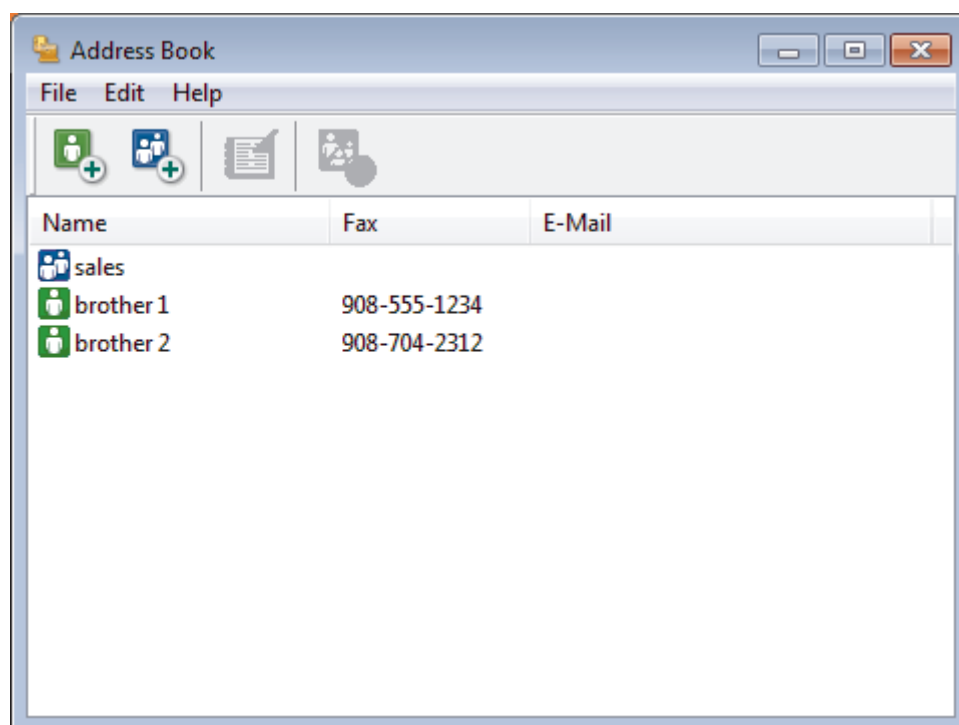 Address Book
File Edit Help
Name Fax E-Mail
sales
brother 1 908-555-1234
brother 2 908-704-2312